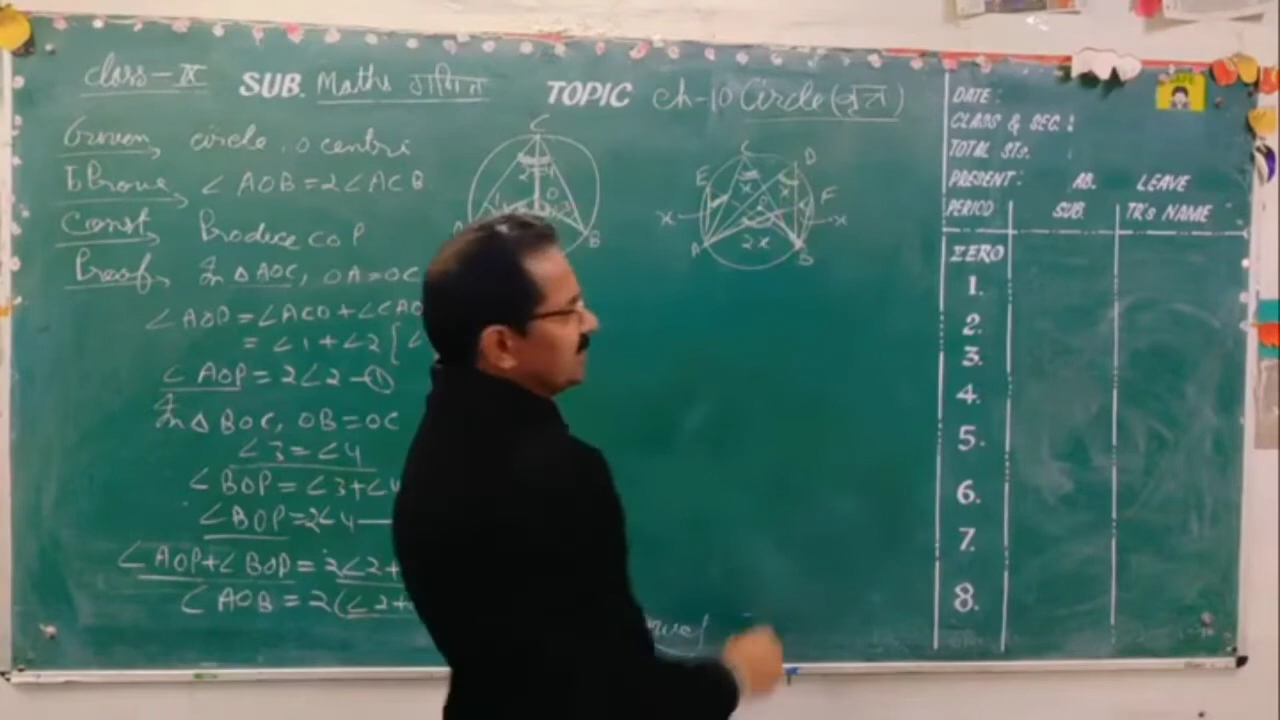 Class-IX SUB. Maths गणित TOPIC Ch-10 Circle (वृत्त)
Given, circle, O centre
To Prove, ∠AOB=2∠ACB
Const, Produce CO P
Proof, In △AOC, OA=OC
∠AOP=∠ACO+∠CAO
=∠1+∠2[∠
∠AOP=2∠2-①
In △BOC, OB=OC
∠3=∠4
∠BOP=∠3+∠4
∠BOP=2∠4
∠AOP+∠BOP=2∠2+
∠AOB=2(∠2+
C
2
1
O
B
C
D
E
F
x
x
O
X
X
A
2x
B
DATE:
CLASS & SEC:
TOTAL STS. :
PRESENT: AB. LEAVE
PERIOD SUB. TR's NAME
ZERO
1.
2.
3.
4.
5.
6.
7.
8.